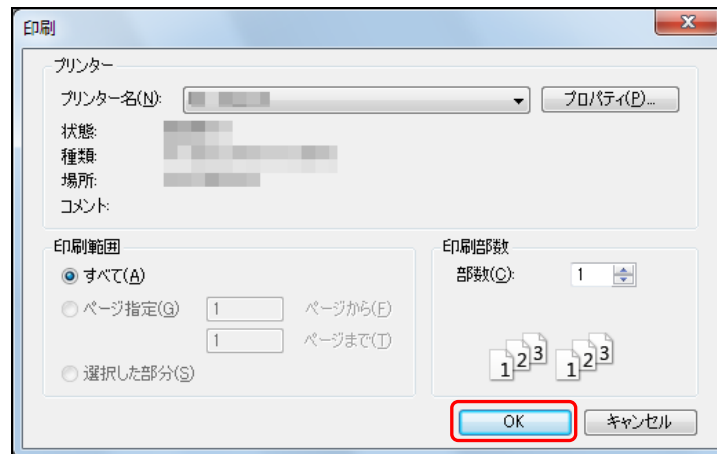 印刷
プリンター
プリンター名(N):
プロパティ(P)...
状態:
種類:
場所:
コメント:
印刷範囲
すべて(A)
ページ指定(G) 1 ページから(F)
1 ページまで(T)
選択した部分(S)
印刷部数
部数(C): 1
1 2 3 1 2 3
OK キャンセル